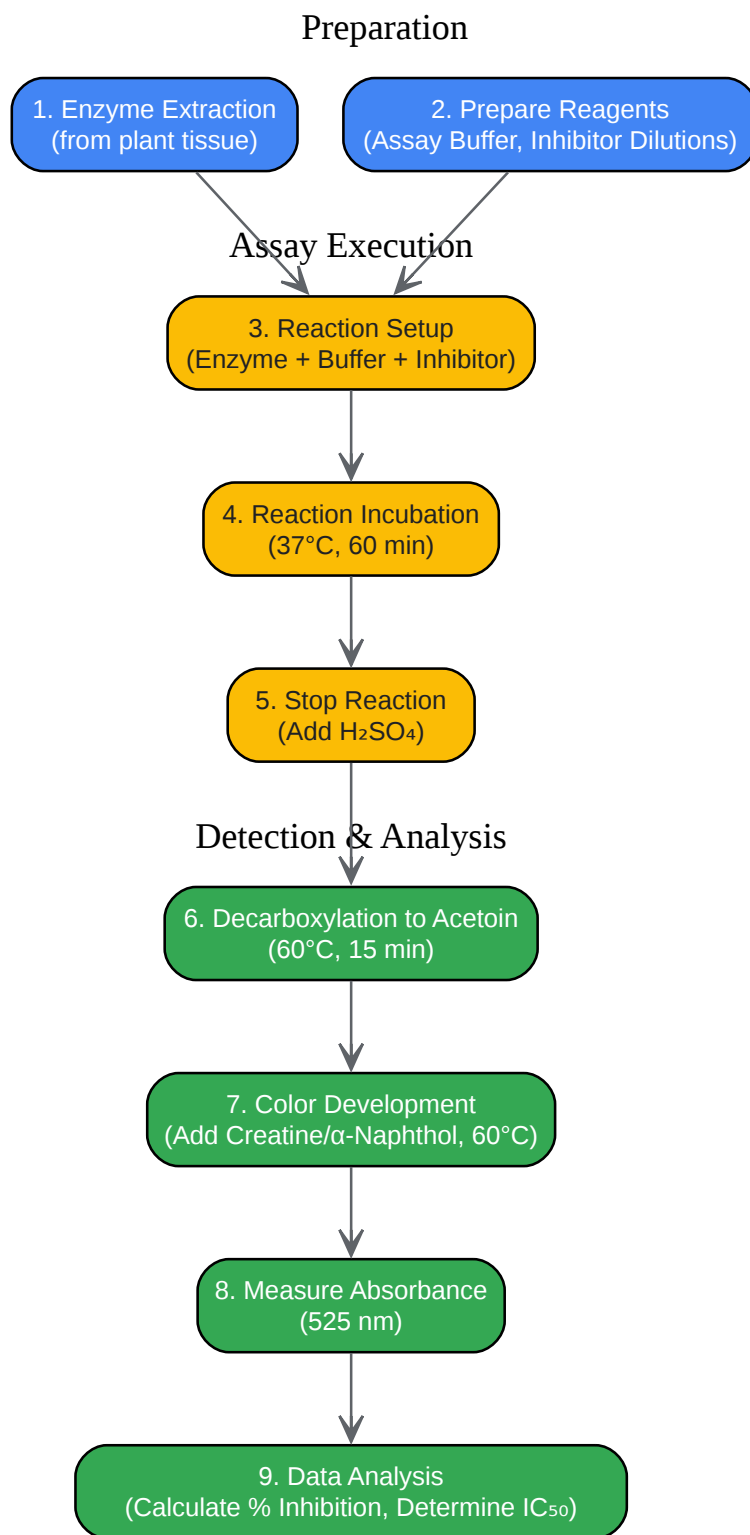 Preparation
1. Enzyme Extraction
(from plant tissue)
2. Prepare Reagents
(Assay Buffer, Inhibitor Dilutions)
Assay Execution
3. Reaction Setup
(Enzyme + Buffer + Inhibitor)
4. Reaction Incubation
(37°C, 60 min)
5. Stop Reaction
(Add H₂SO₄)
Detection & Analysis
6. Decarboxylation to Acetoin
(60°C, 15 min)
7. Color Development
(Add Creatine/α-Naphthol, 60°C)
8. Measure Absorbance
(525 nm)
9. Data Analysis
(Calculate % Inhibition, Determine IC₅₀)